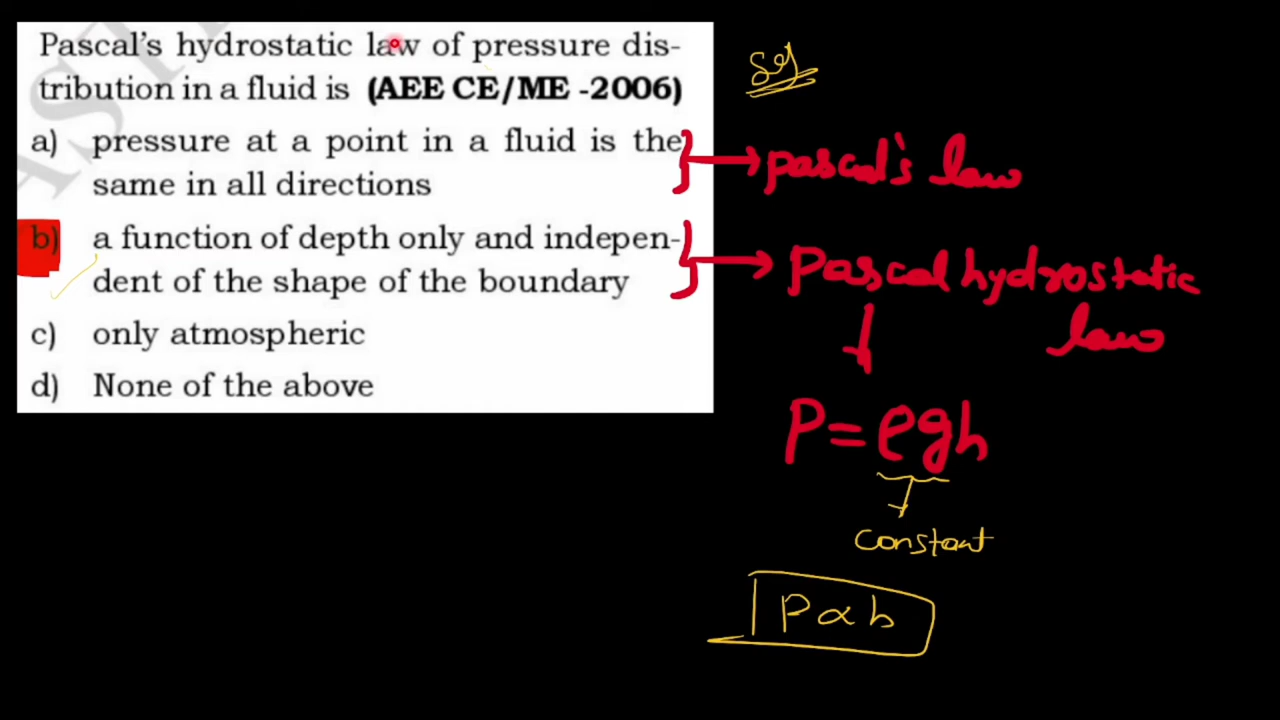 Pascal's hydrostatic law of pressure dis-
tribution in a fluid is (AEE CE/ME -2006)
a) pressure at a point in a fluid is the
same in all directions
b) a function of depth only and indepen-
dent of the shape of the boundary
c) only atmospheric
d) None of the above
pascal's law
Pascal hydrostatic
law
P=ρgh
constant
P∝h